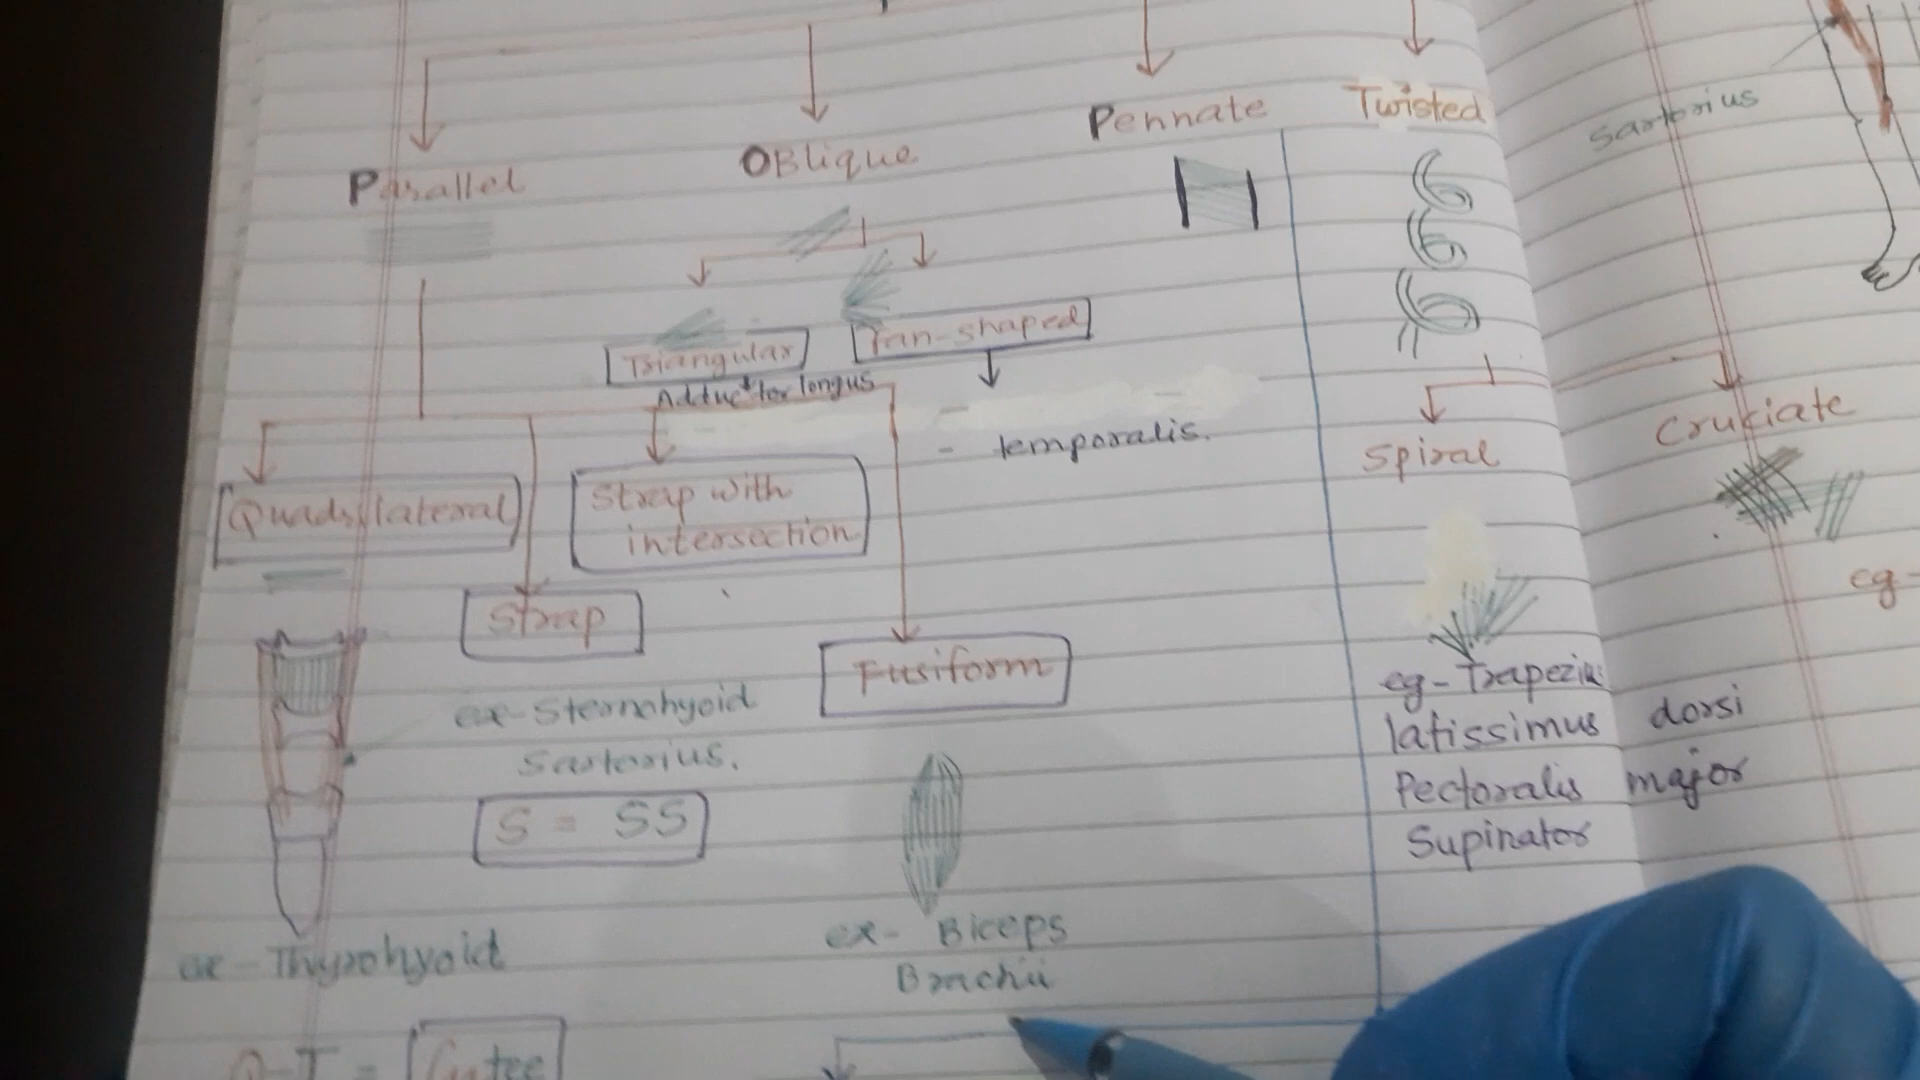 Parallel
OBlique
Pennate
Twisted
Sartorius
Triangular
Fan-shaped
Adductor longus
temporalis.
Spiral
Cruciate
Quadrilateral
Strap with
intersection
Strap
Fusiform
ex-Sternohyoid
Sartorius.
S = SS
ex- Thyrohyoid
ex- Biceps
Brachii
eg- Trapeziu
latissimus dorsi
Pectoralis major
Supinator
eg-
Q-T =